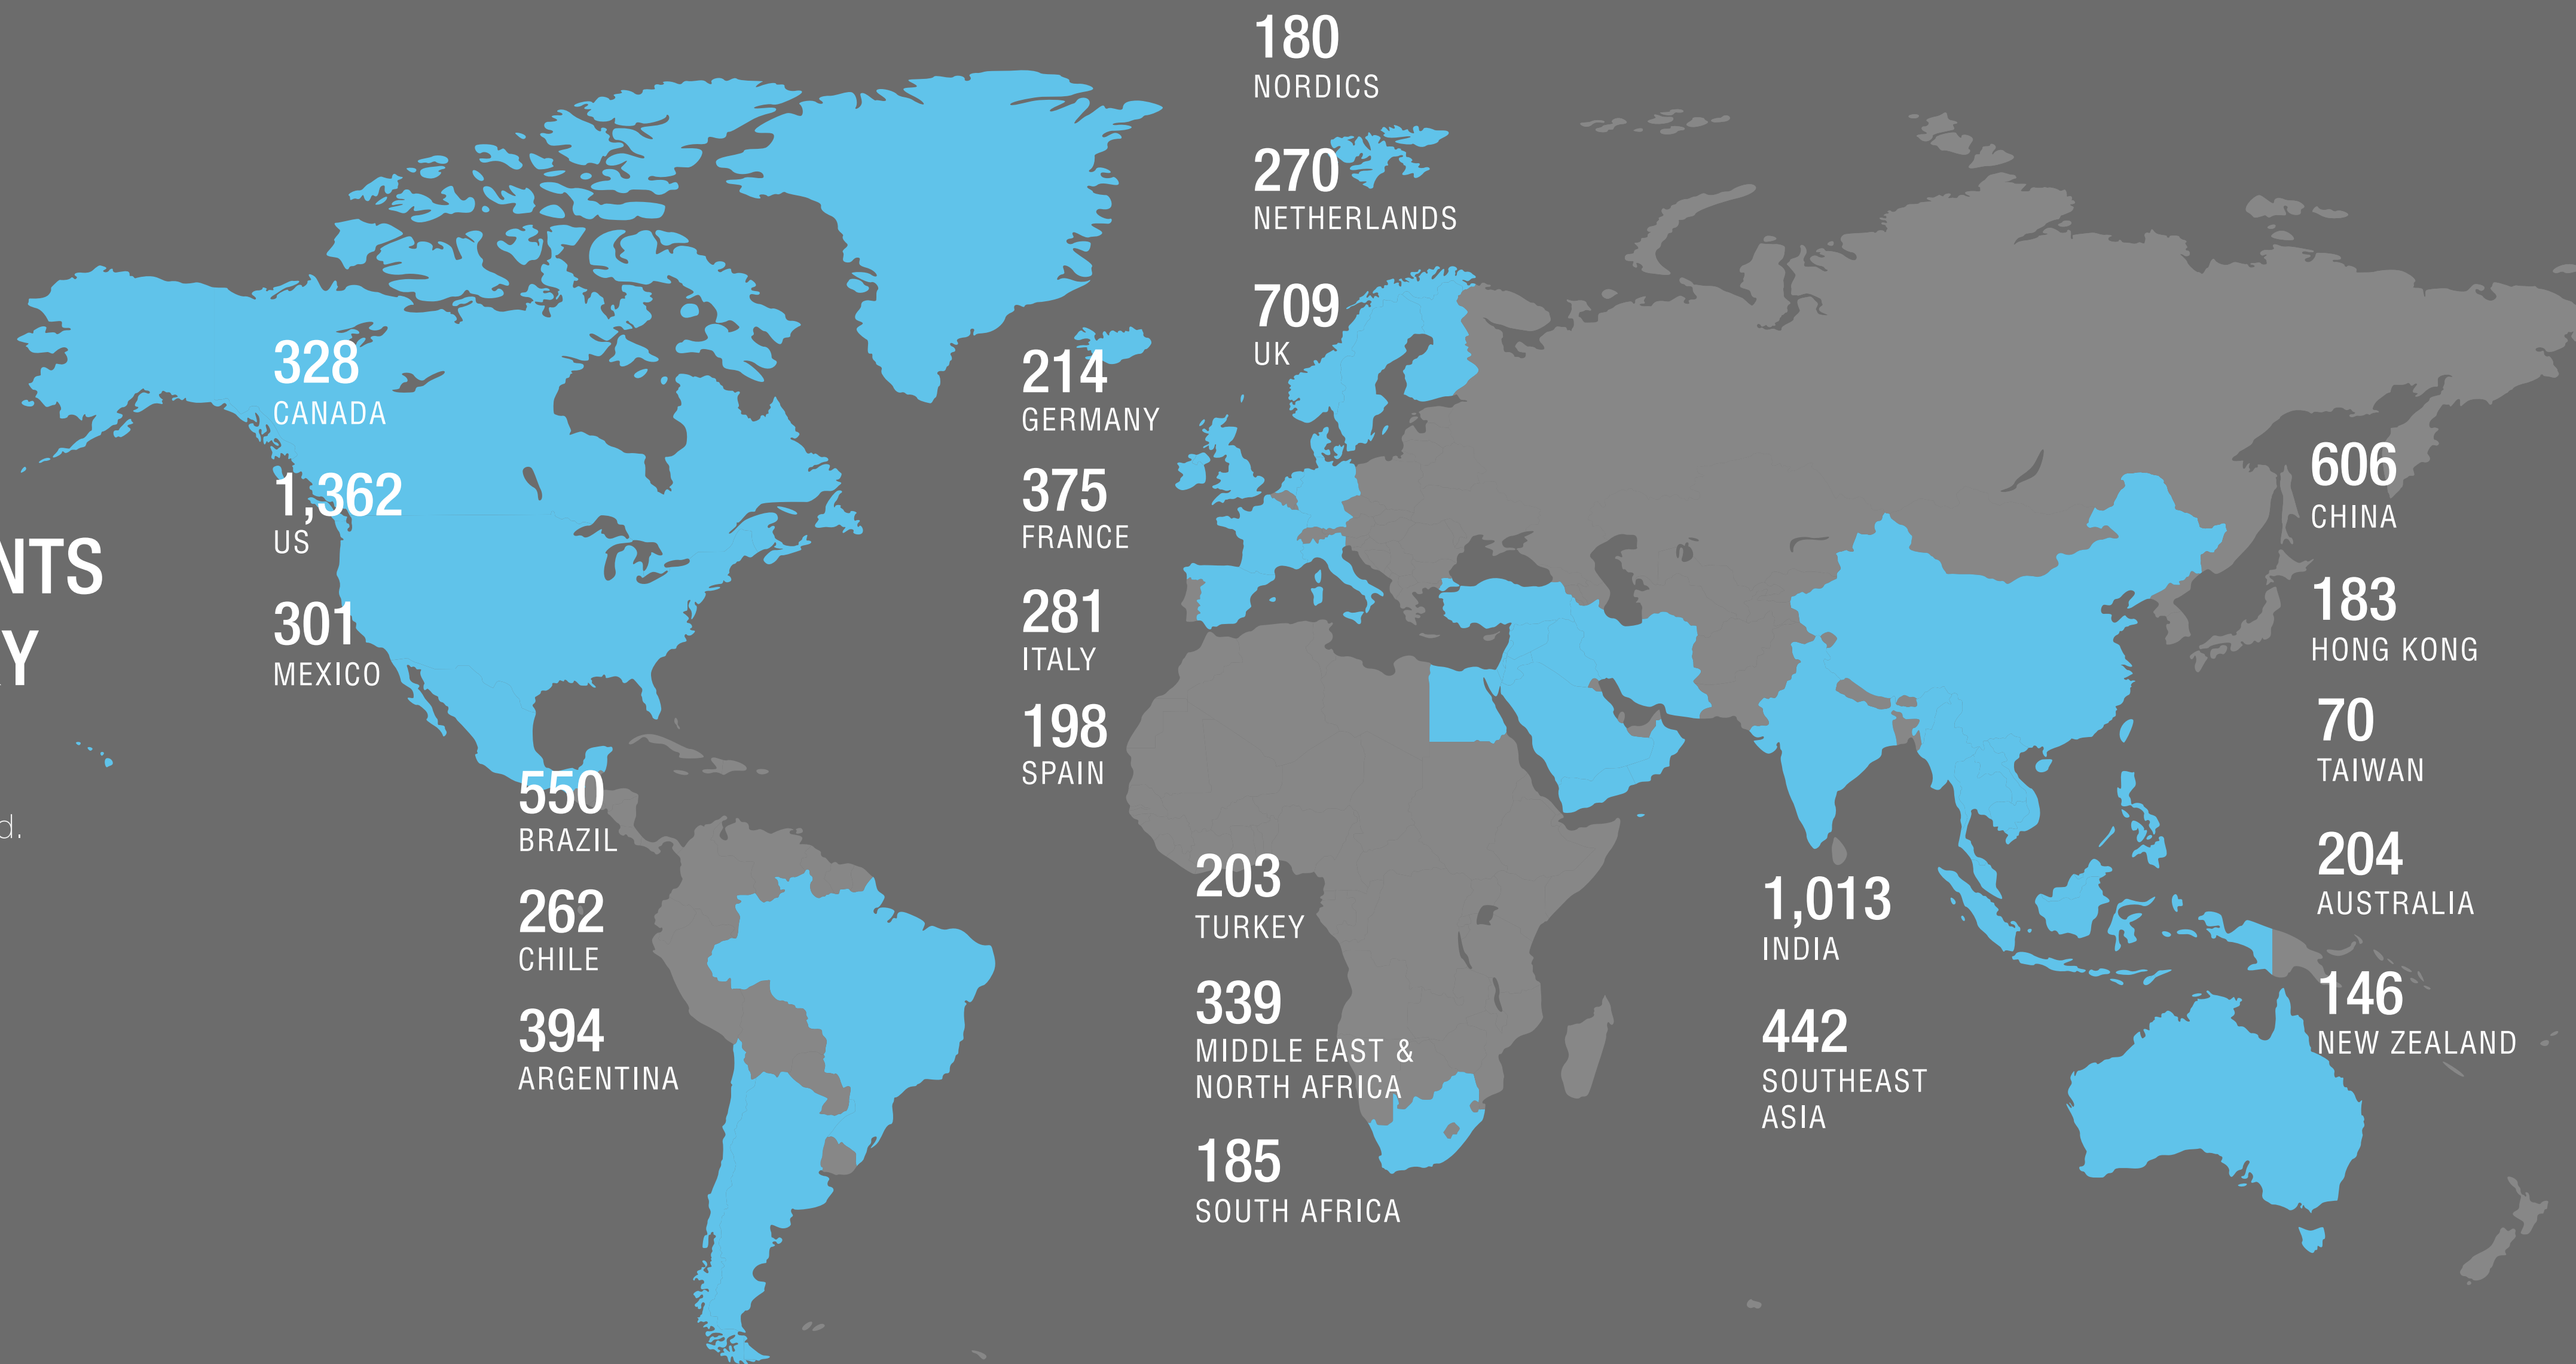 NTS
Y
d.
328
CANADA
1,362
US
301
MEXICO
550
BRAZIL
262
CHILE
394
ARGENTINA
214
GERMANY
375
FRANCE
281
ITALY
198
SPAIN
180
NORDICS
270
NETHERLANDS
709
UK
203
TURKEY
339
MIDDLE EAST &
NORTH AFRICA
185
SOUTH AFRICA
1,013
INDIA
442
SOUTHEAST
ASIA
606
CHINA
183
HONG KONG
70
TAIWAN
204
AUSTRALIA
146
NEW ZEALAND